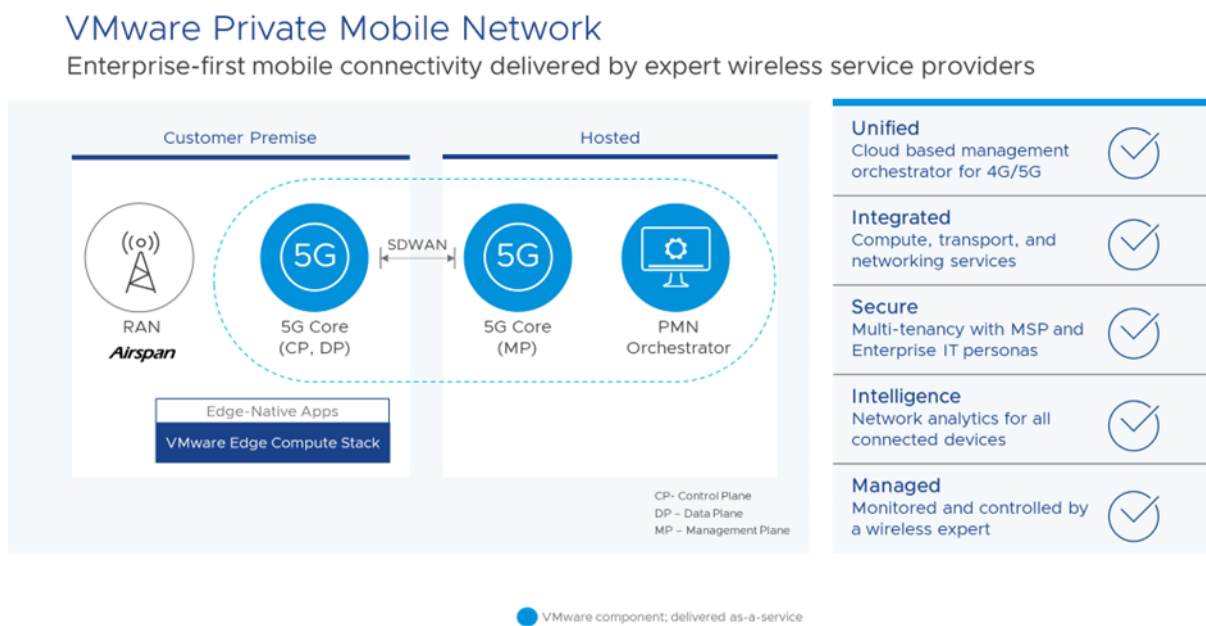 VMware Private Mobile Network
Enterprise-first mobile connectivity delivered by expert wireless service providers
Customer Premise
Hosted
5G
SDWAN
5G
RAN
Airspan
5G Core
(CP, DP)
5G Core
(MP)
PMN
Orchestrator
Edge-Native Apps
VMware Edge Compute Stack
CP- Control Plane
DP – Data Plane
MP – Management Plane
Unified
Cloud based management
orchestrator for 4G/5G
Integrated
Compute, transport, and
networking services
Secure
Multi-tenancy with MSP and
Enterprise IT personas
Intelligence
Network analytics for all
connected devices
Managed
Monitored and controlled by
a wireless expert
VMware component; delivered as-a-service